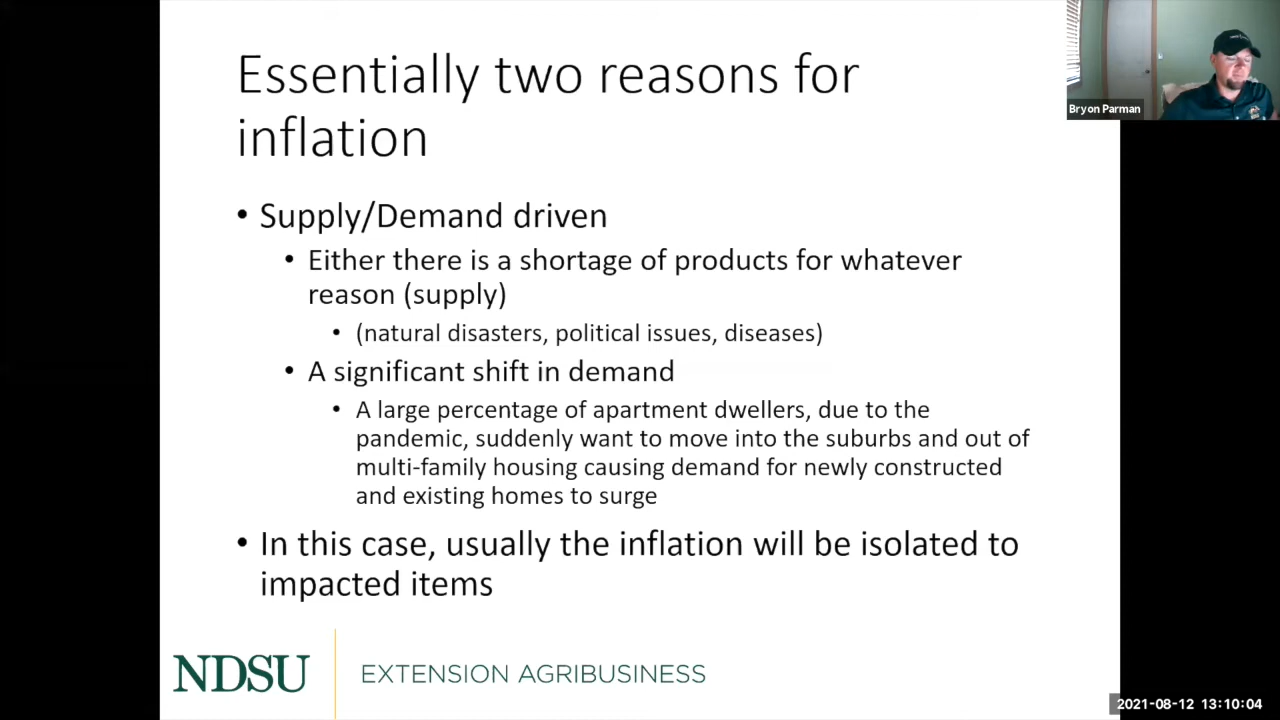 Essentially two reasons for
inflation
• Supply/Demand driven
• Either there is a shortage of products for whatever
reason (supply)
• (natural disasters, political issues, diseases)
• A significant shift in demand
• A large percentage of apartment dwellers, due to the
pandemic, suddenly want to move into the suburbs and out of
multi-family housing causing demand for newly constructed
and existing homes to surge
• In this case, usually the inflation will be isolated to
impacted items
NDSU EXTENSION AGRIBUSINESS
Bryon Parman
2021-08-12 13:10:04